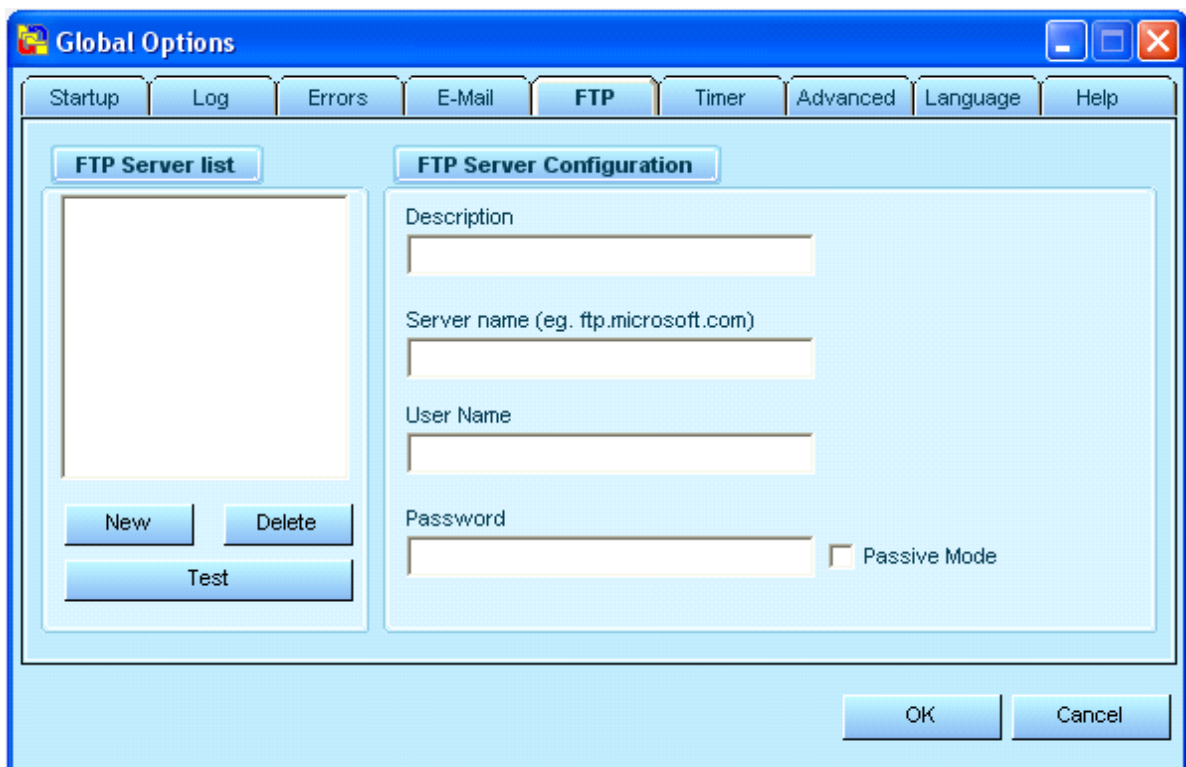 Global Options
Startup Log Errors E-Mail FTP Timer Advanced Language Help
FTP Server list
FTP Server Configuration
Description
Server name (eg. ftp.microsoft.com)
User Name
Password
Passive Mode
New Delete
Test
OK Cancel